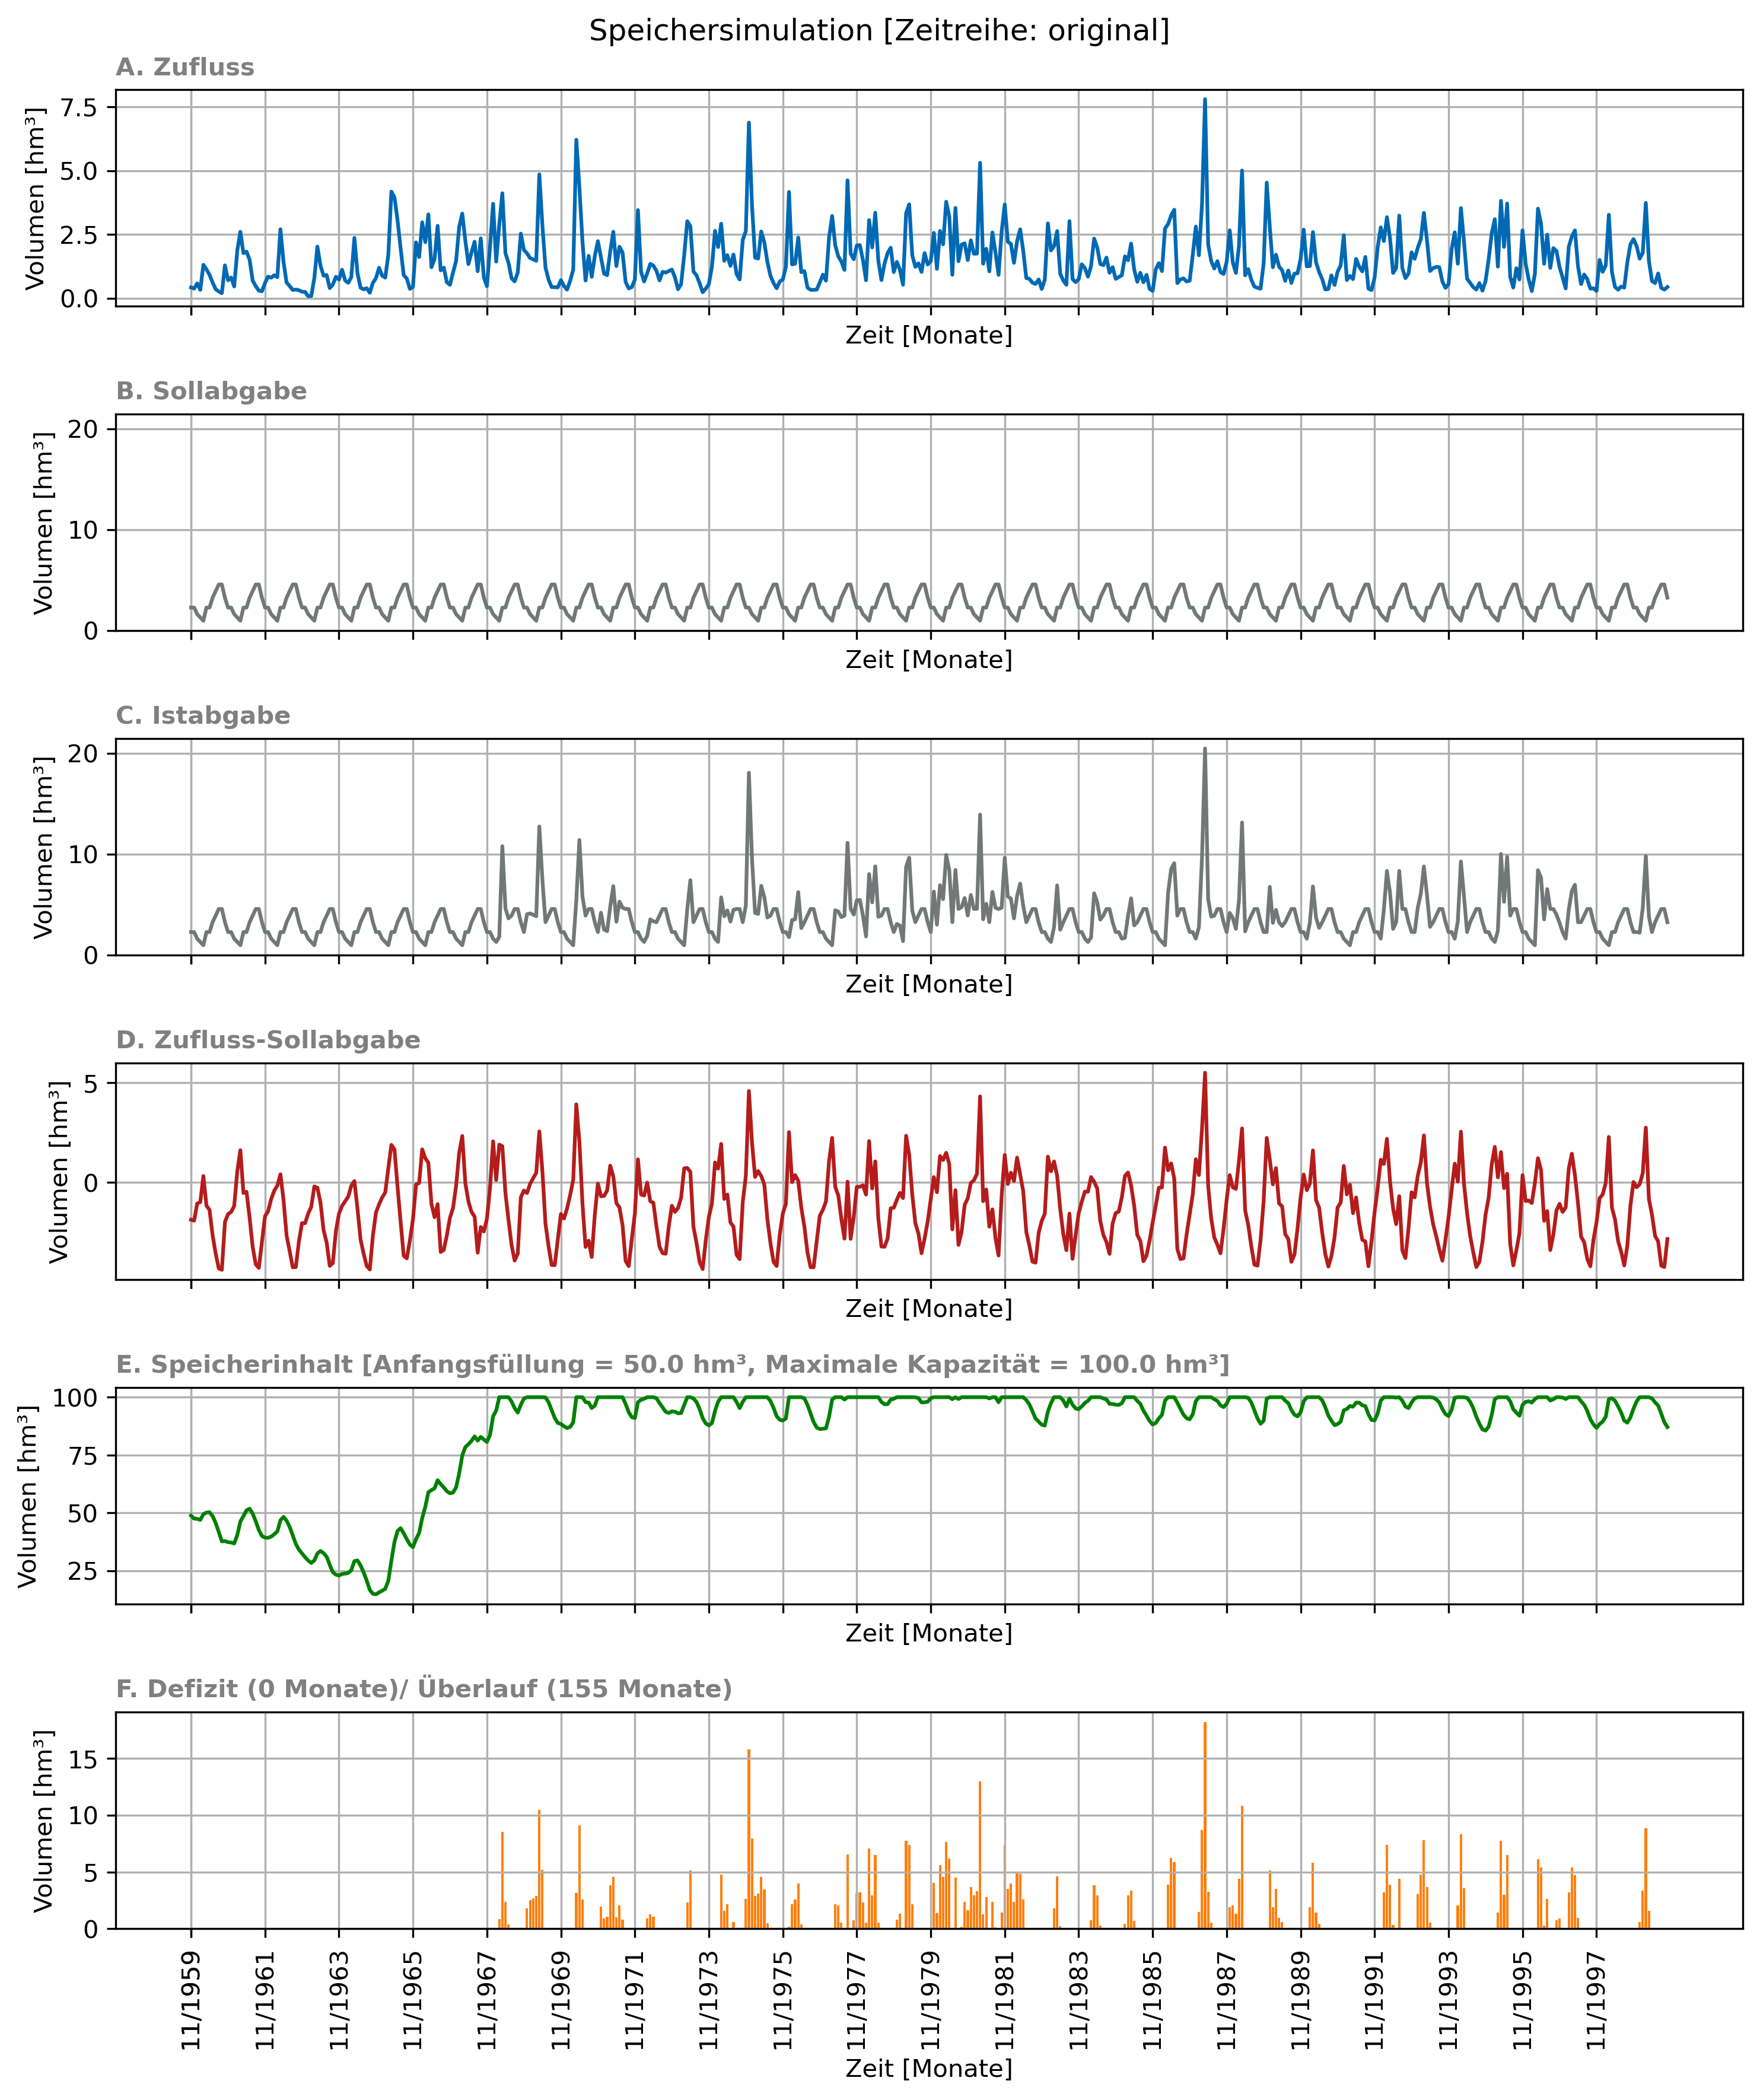 Speichersimulation [Zeitreihe: original]
A. Zufluss
Volumen [hm³]
7.5
5.0
2.5
0.0
Zeit [Monate]
B. Sollabgabe
Volumen [hm³]
20
10
0
Zeit [Monate]
C. Istabgabe
Volumen [hm³]
20
10
0
Zeit [Monate]
D. Zufluss-Sollabgabe
Volumen [hm³]
5
0
Zeit [Monate]
E. Speicherinhalt [Anfangsfüllung = 50.0 hm³, Maximale Kapazität = 100.0 hm³]
Volumen [hm³]
100
75
50
25
Zeit [Monate]
F. Defizit (0 Monate)/ Überlauf (155 Monate)
Volumen [hm³]
15
10
5
0
11/1959
11/1961
11/1963
11/1965
11/1967
11/1969
11/1971
11/1973
11/1975
11/1977
11/1979
11/1981
11/1983
11/1985
11/1987
11/1989
11/1991
11/1993
11/1995
11/1997
Zeit [Monate]